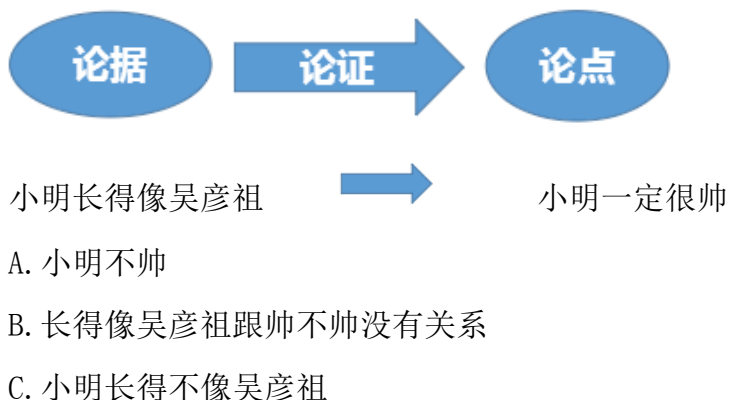 论据 论证 论点
小明长得像吴彦祖 小明一定很帅
A.小明不帅
B.长得像吴彦祖跟帅不帅没有关系
C.小明长得不像吴彦祖